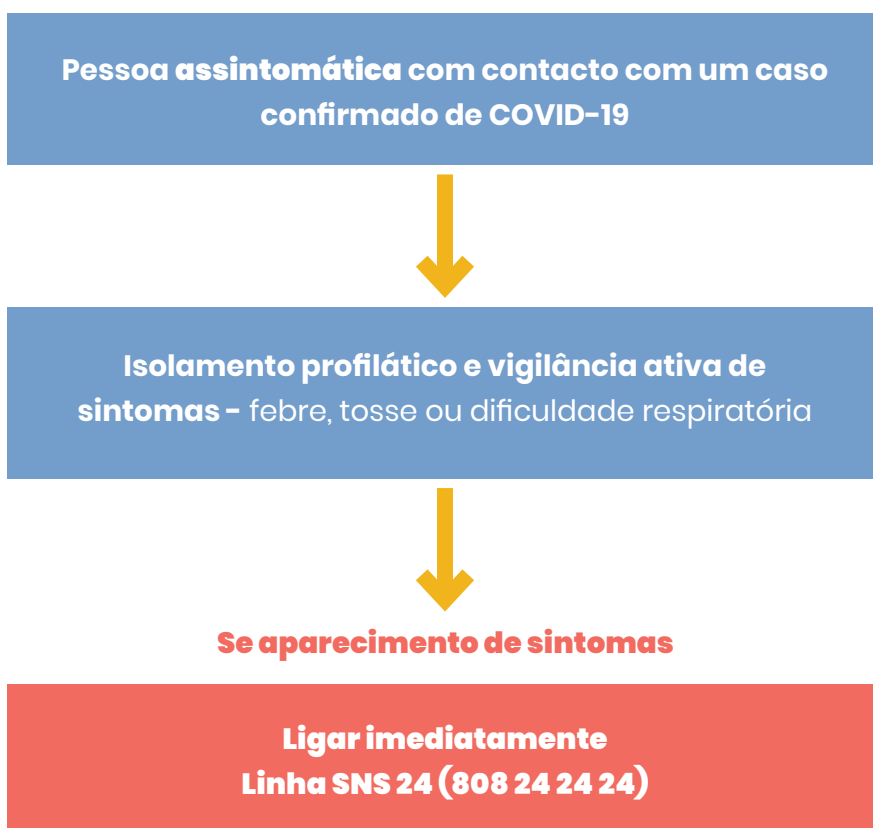 Pessoa assintomática com contacto com um caso
confirmado de COVID-19
Isolamento profilático e vigilância ativa de
sintomas - febre, tosse ou dificuldade respiratória
Se aparecimento de sintomas
Ligar imediatamente
Linha SNS 24 (808 24 24 24)